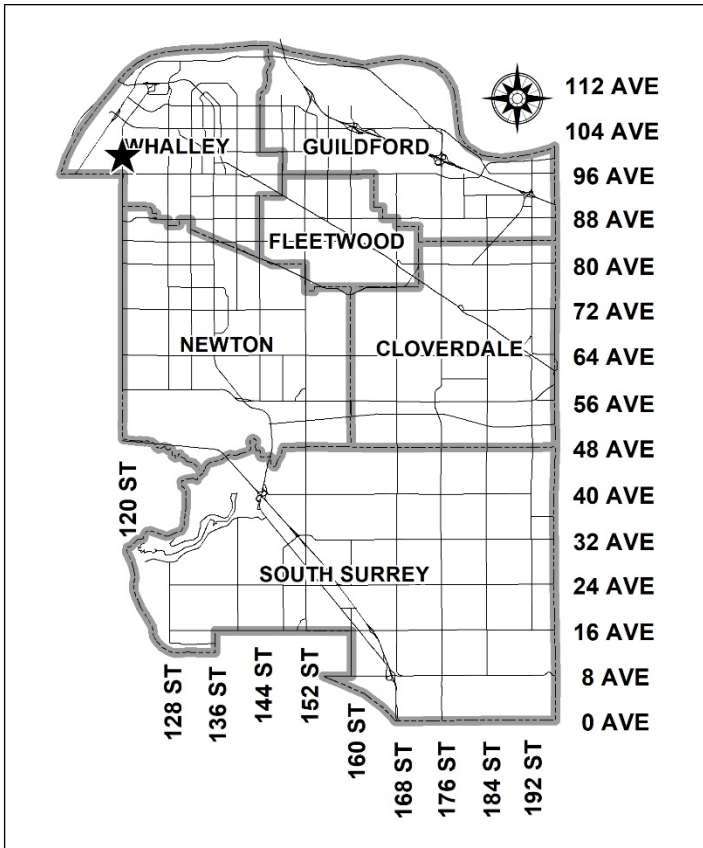 112 AVE
104 AVE
WHALLEY
GUILDFORD
96 AVE
88 AVE
FLEETWOOD
80 AVE
72 AVE
NEWTON
CLOVERDALE
64 AVE
56 AVE
48 AVE
120 ST
40 AVE
32 AVE
SOUTH SURREY
24 AVE
16 AVE
8 AVE
0 AVE
128 ST
136 ST
144 ST
152 ST
160 ST
168 ST
176 ST
184 ST
192 ST